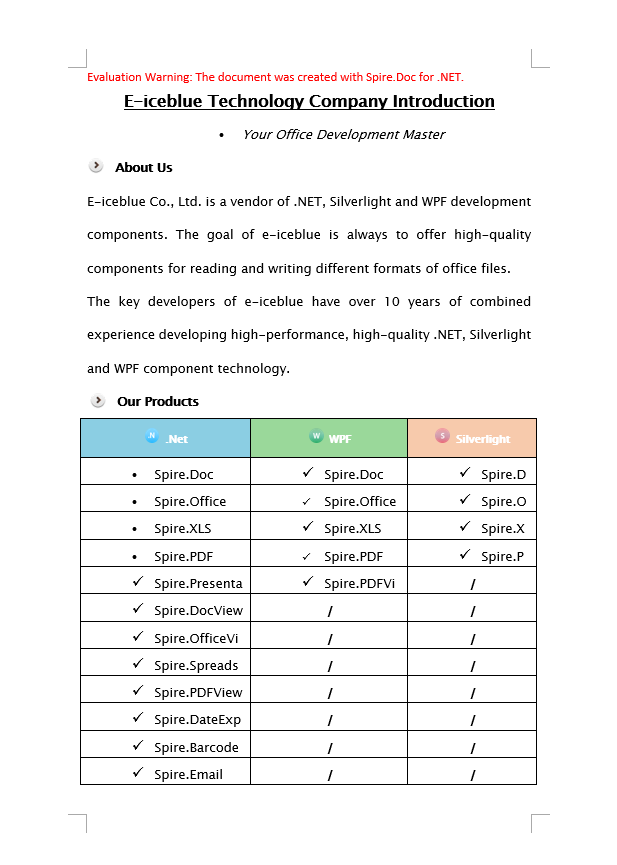 Evaluation Warning: The document was created with Spire.Doc for .NET.
E-iceblue Technology Company Introduction
• Your Office Development Master
About Us
E-iceblue Co., Ltd. is a vendor of .NET, Silverlight and WPF development
components. The goal of e-iceblue is always to offer high-quality
components for reading and writing different formats of office files.
The key developers of e-iceblue have over 10 years of combined
experience developing high-performance, high-quality .NET, Silverlight
and WPF component technology.
Our Products
N .Net W WPF S Silverlight
• Spire.Doc ✓ Spire.Doc ✓ Spire.D
• Spire.Office ✓ Spire.Office ✓ Spire.O
• Spire.XLS ✓ Spire.XLS ✓ Spire.X
• Spire.PDF ✓ Spire.PDF ✓ Spire.P
✓ Spire.Presenta ✓ Spire.PDFVi /
✓ Spire.DocView / /
✓ Spire.OfficeVi / /
✓ Spire.Spreads / /
✓ Spire.PDFView / /
✓ Spire.DateExp / /
✓ Spire.Barcode / /
✓ Spire.Email / /